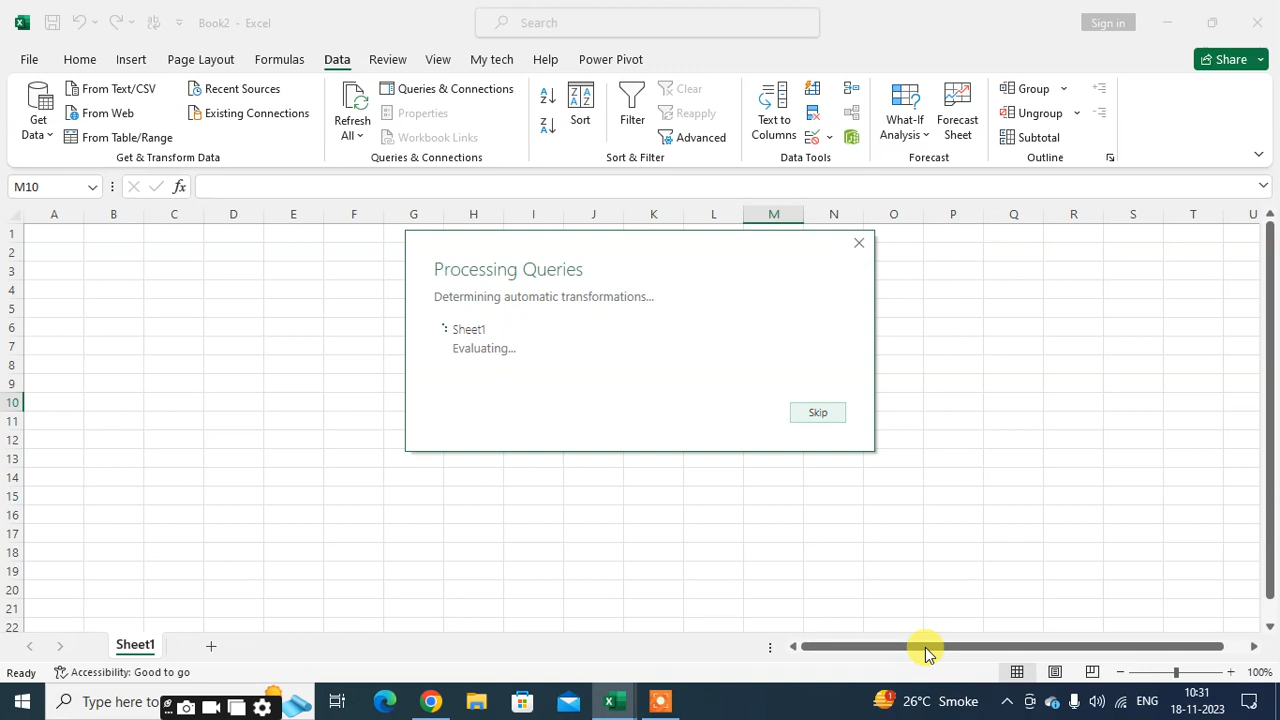 Book2 - Excel
Search
Sign in
File Home Insert Page Layout Formulas Data Review View My tech Help Power Pivot
Share
From Text/CSV Recent Sources Queries & Connections Clear Group
Get Data From Web Existing Connections Refresh All Properties Sort Filter Reapply Text to Columns What-If Analysis Forecast Sheet Ungroup
From Table/Range Workbook Links Advanced Subtotal
Get & Transform Data Queries & Connections Sort & Filter Data Tools Forecast Outline
M10 fx
A B C D E F G H I J K L M N O P Q R S T U
1
2
3
4
5
6
7
8
9
10
11
12
13
14
15
16
17
18
19
20
21
22
Processing Queries
Determining automatic transformations...
Sheet1
Evaluating...
Skip
Sheet1
Ready Accessibility: Good to go 100%
Type here to 26°C Smoke ENG 10:31
18-11-2023